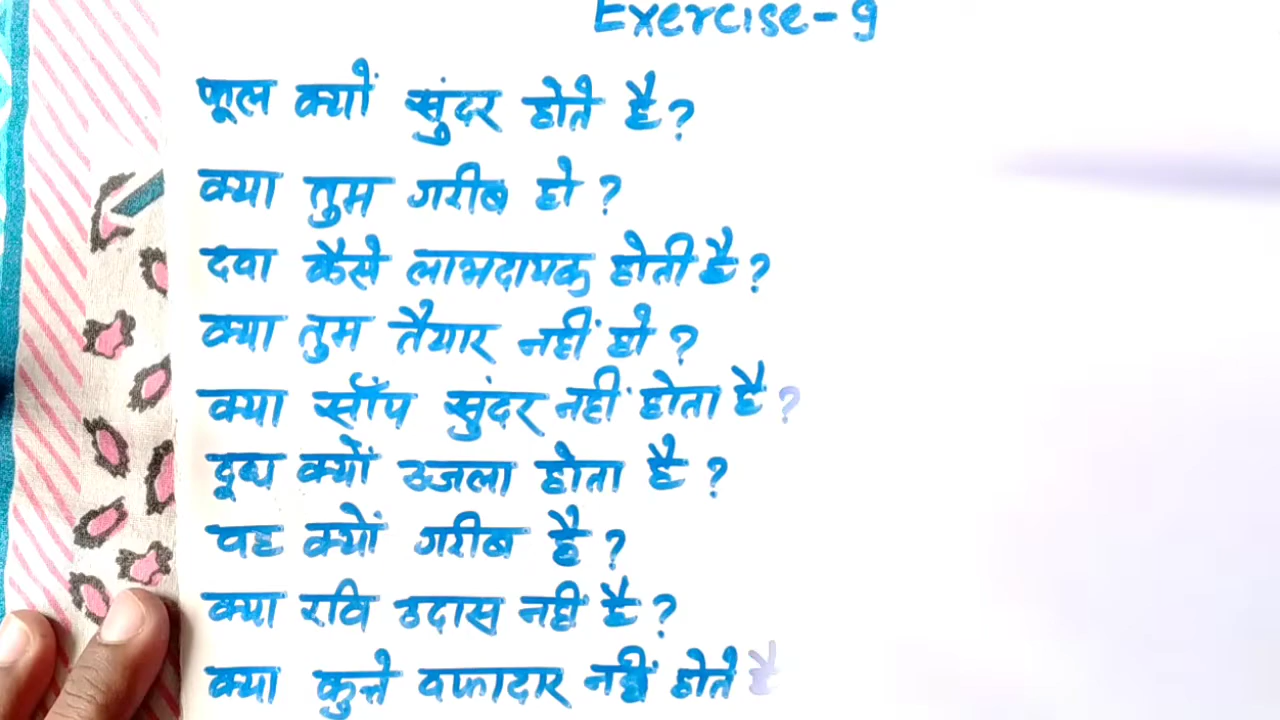 Exercise-9
फूल क्यों सुंदर होते है?
क्या तुम गरीब हो ?
दवा कैसे लाभदायक होती है?
क्या तुम तैयार नहीं हो ?
क्या साँप सुंदर नहीं होता है ?
दूध क्यों उजला होता है ?
वह क्यों गरीब है ?
क्या रवि उदास नही है ?
क्या कुत्ते वफादार नहीं होते है